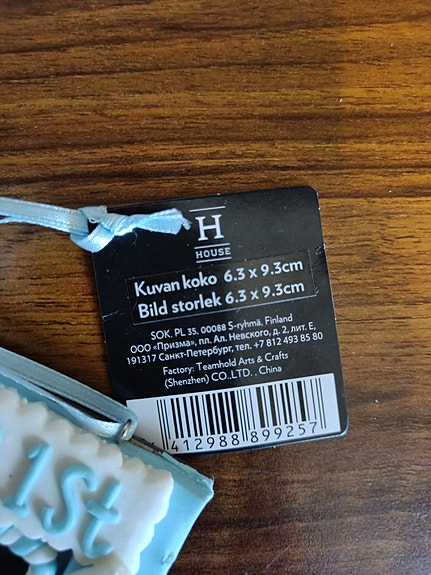 H
HOUSE
Kuvan koko 6.3 x 9.3cm
Bild storlek 6.3 x 9.3cm
SOK, PL 35, 00088 S-ryhmä, Finland
ООО «Призма», пл. Ал. Невского, д. 2, лит. Е,
191317 Санкт-Петербург, тел. +7 812 493 85 80
Factory: Teamhold Arts & Crafts
(Shenzhen) CO.,LTD. , China
412988 899257
1st